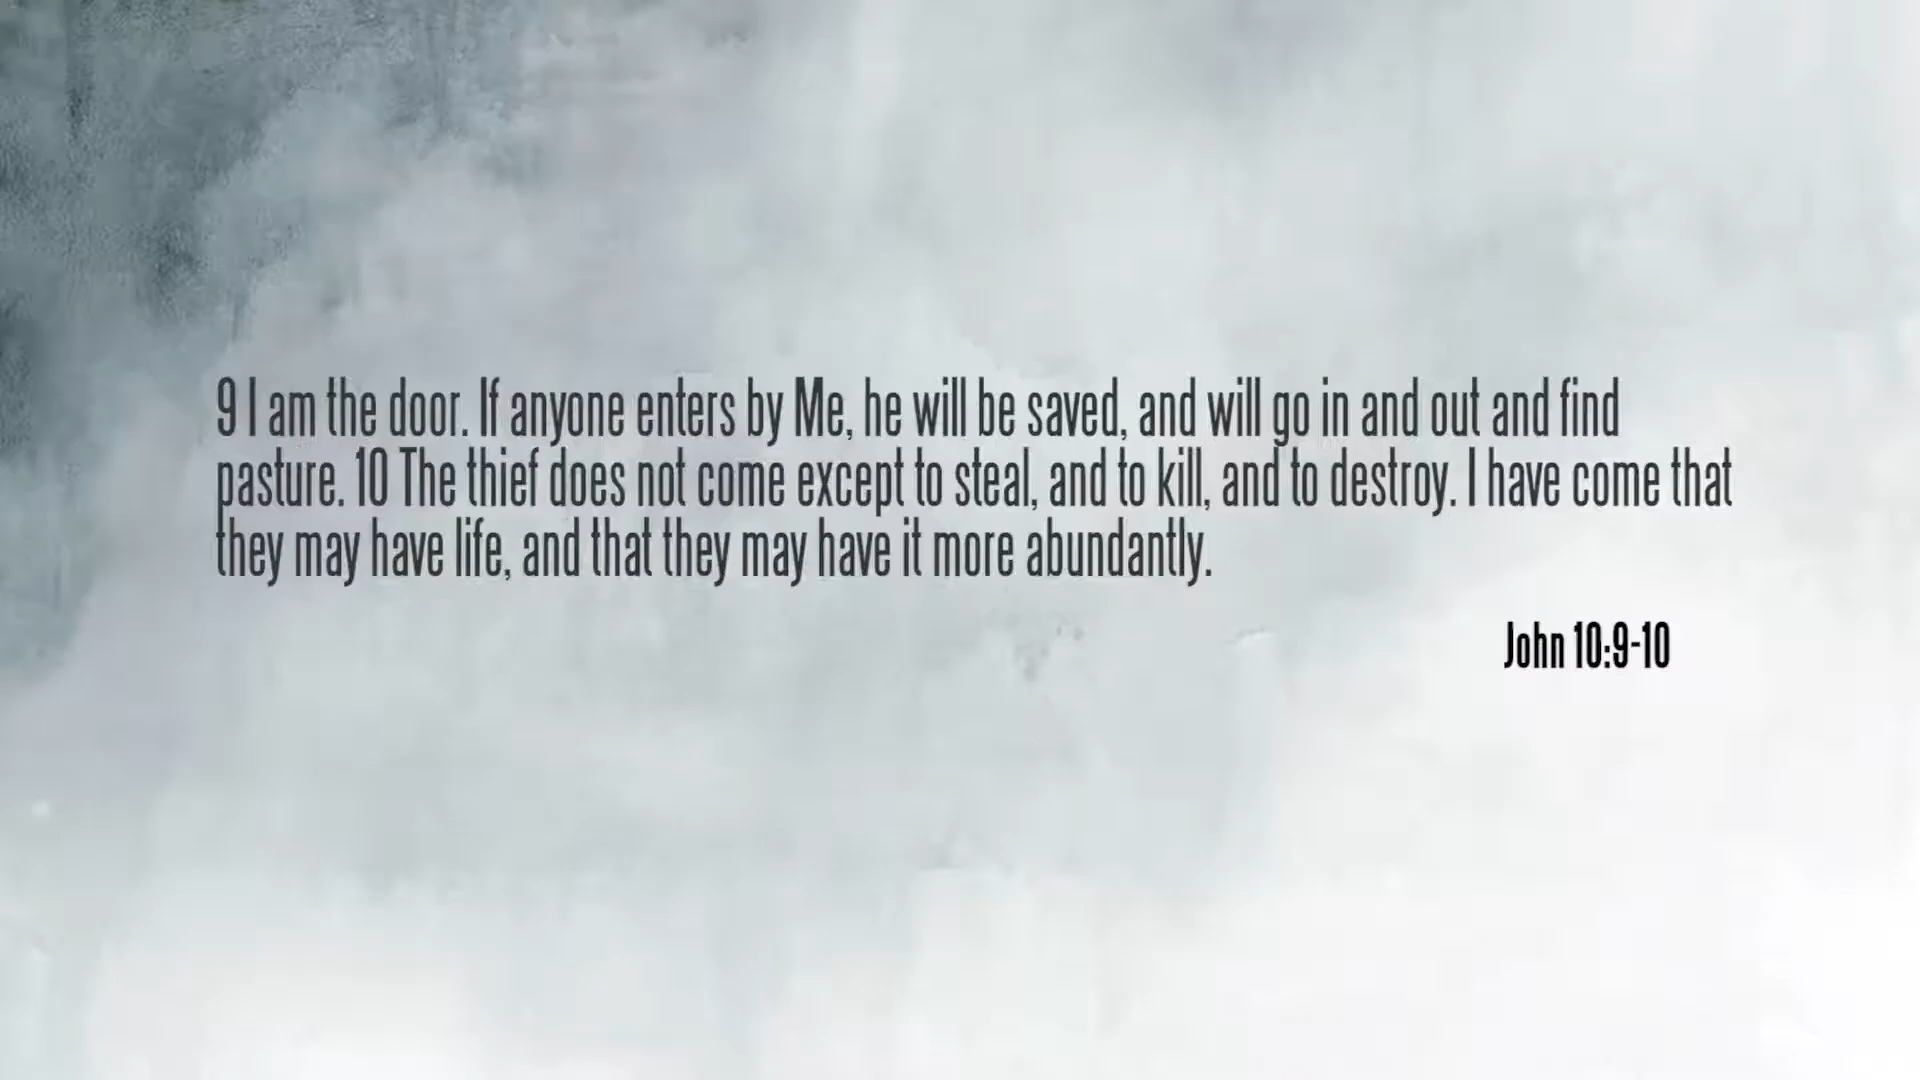 9 I am the door. If anyone enters by Me, he will be saved, and will go in and out and find
pasture. 10 The thief does not come except to steal, and to kill, and to destroy. I have come that
they may have life, and that they may have it more abundantly.
John 10:9-10